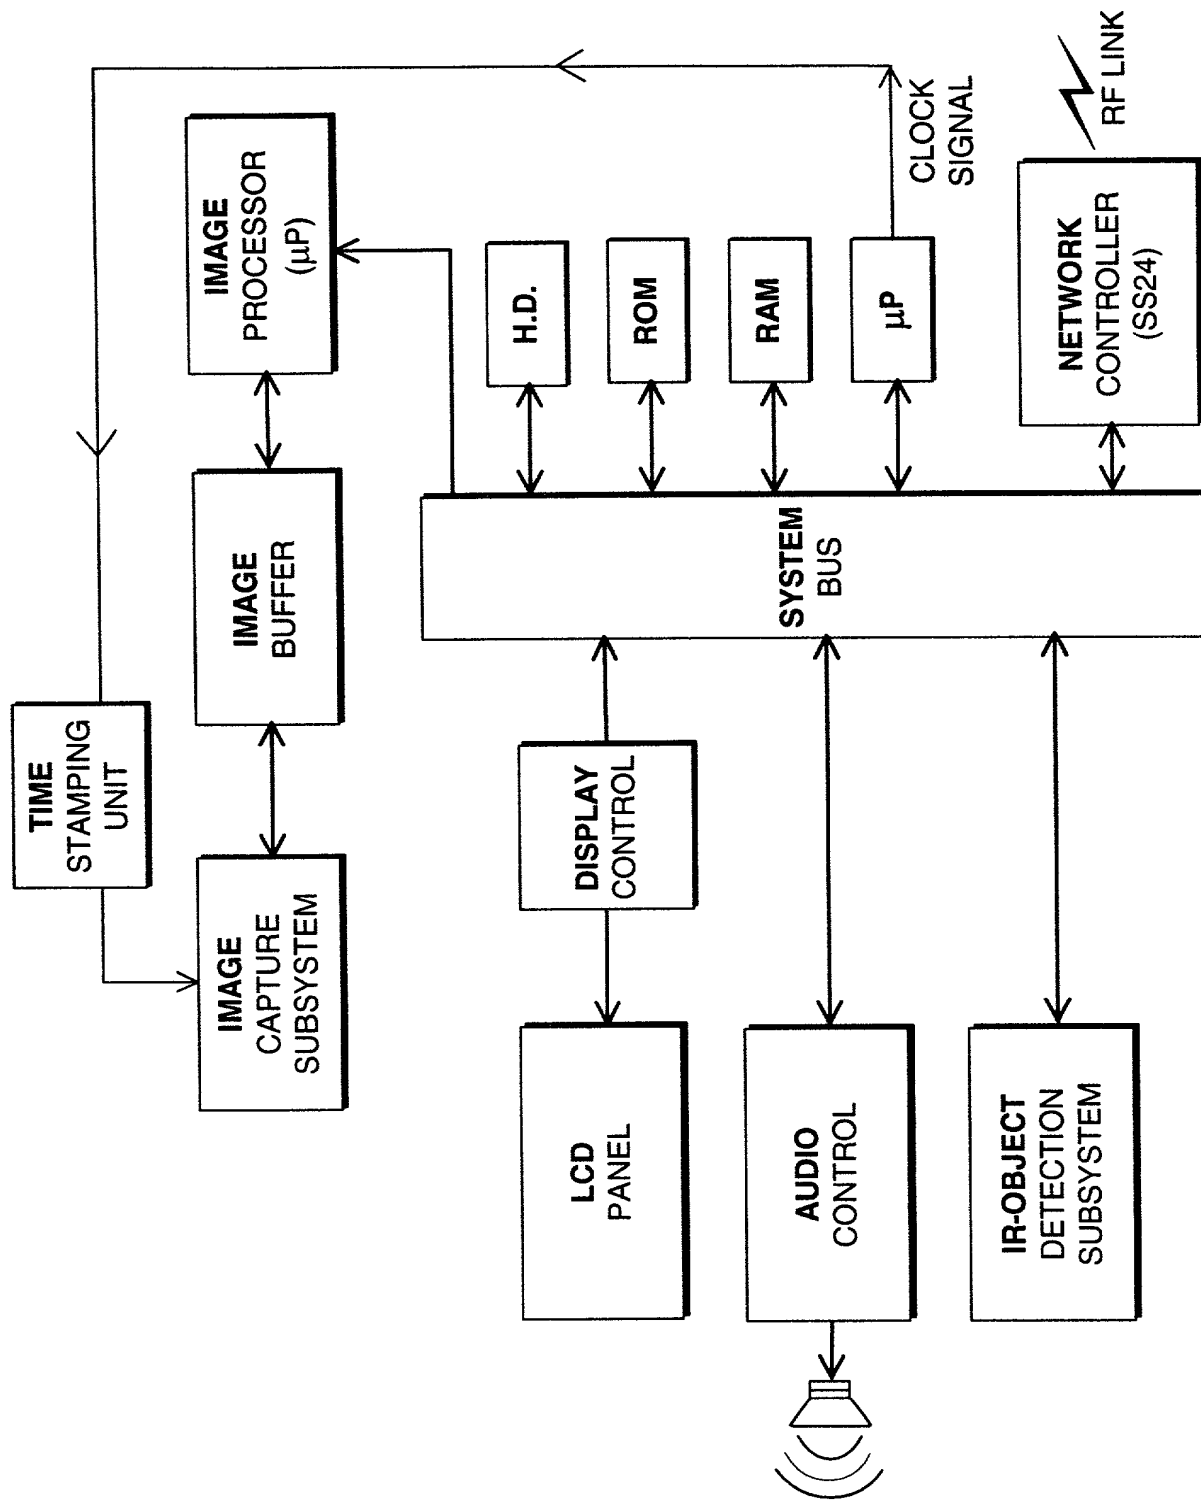 TIME
STAMPING
UNIT
IMAGE
CAPTURE
SUBSYSTEM
IMAGE
BUFFER
IMAGE
PROCESSOR
(µP)
LCD
PANEL
DISPLAY
CONTROL
H.D.
ROM
RAM
µP
CLOCK
SIGNAL
SYSTEM
BUS
AUDIO
CONTROL
IR-OBJECT
DETECTION
SUBSYSTEM
NETWORK
CONTROLLER
(SS24)
RF LINK